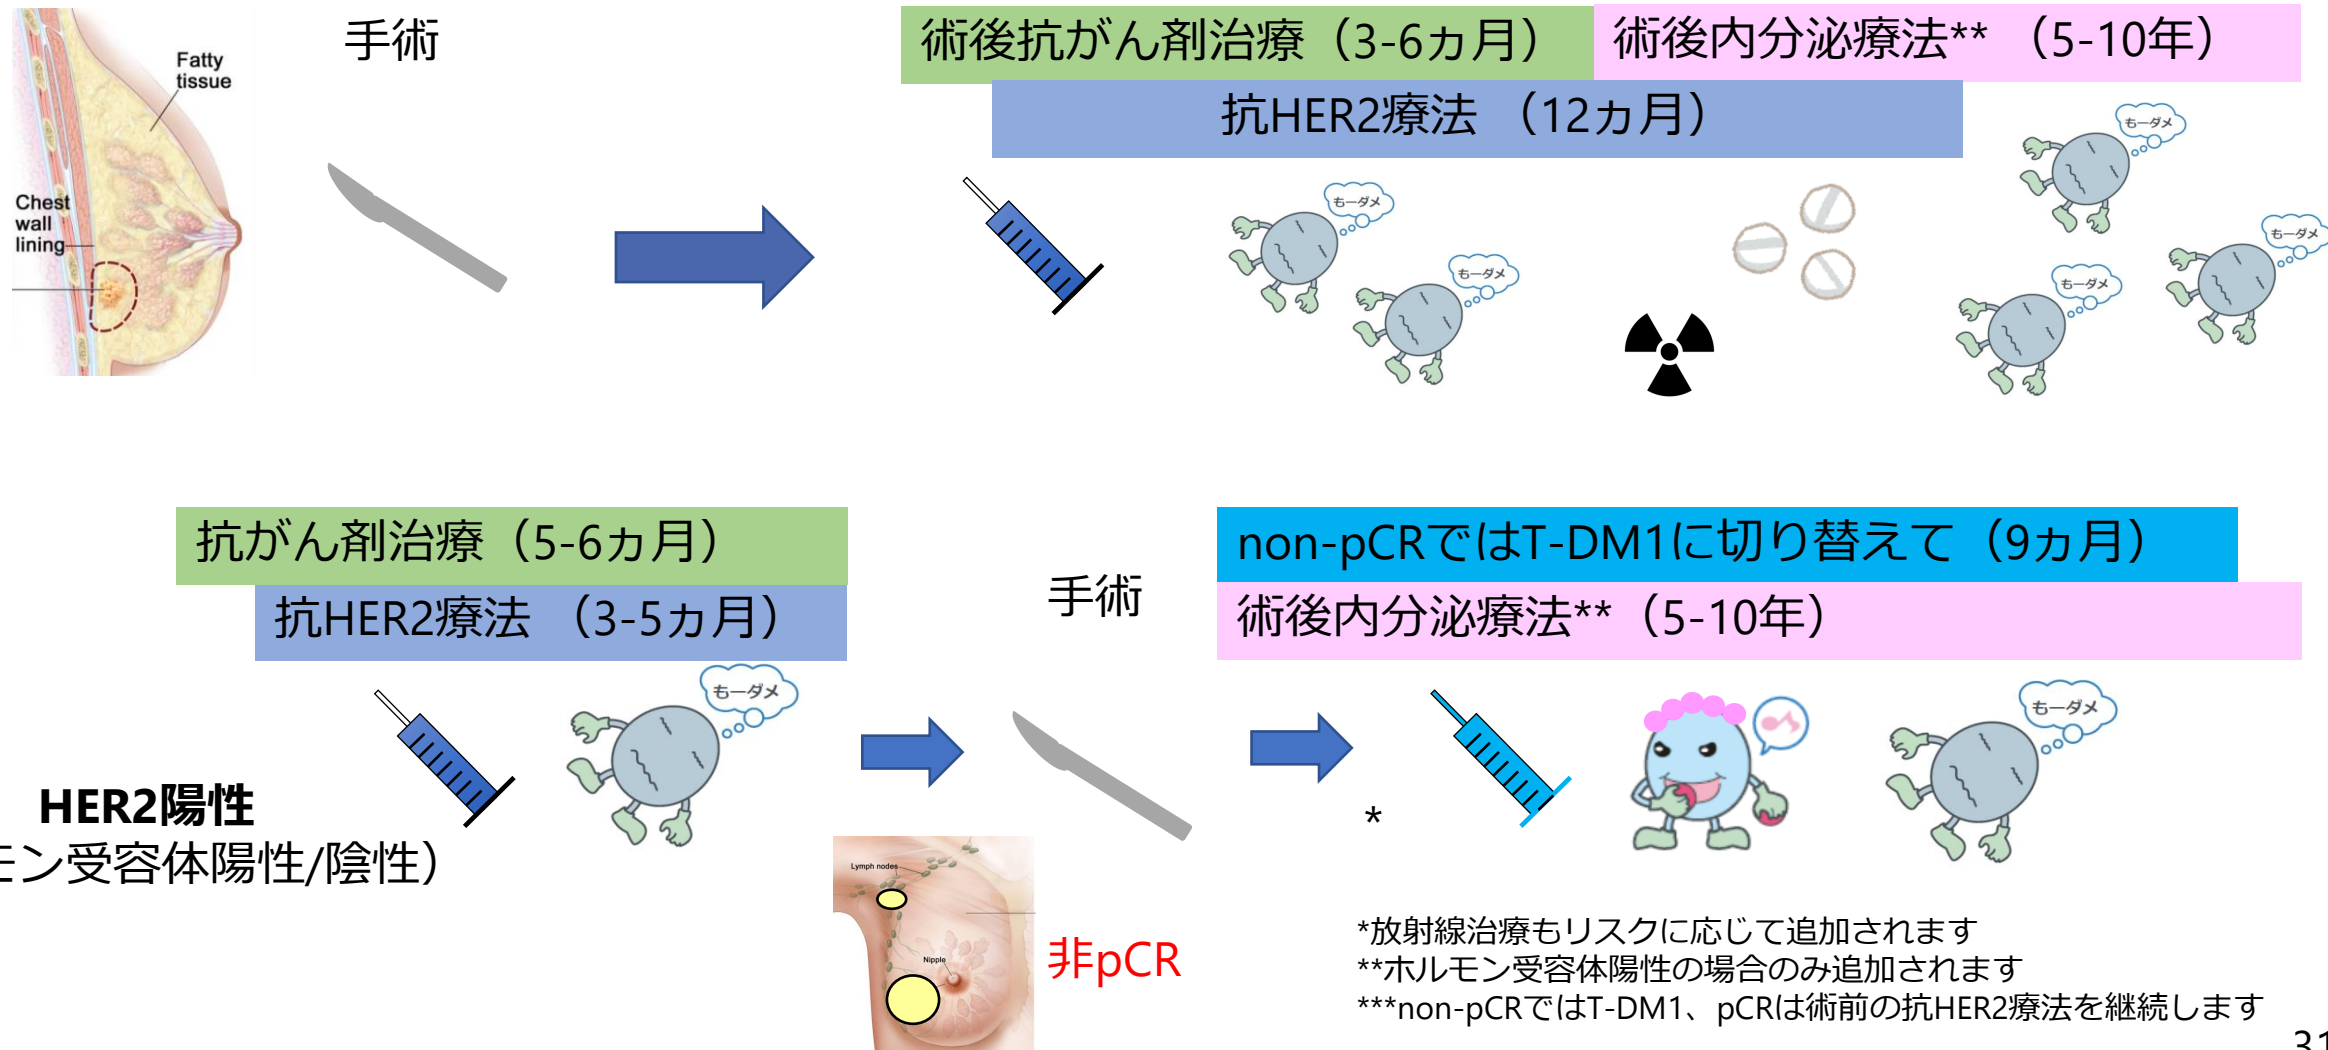 手術
術後抗がん剤治療（3-6ヵ月）
術後内分泌療法** （5-10年）
抗HER2療法 （12ヵ月）
Fatty
tissue
Chest
wall
lining
もーダメ
もーダメ
もーダメ
もーダメ
もーダメ
抗がん剤治療（5-6ヵ月）
抗HER2療法 （3-5ヵ月）
手術
non-pCRではT-DM1に切り替えて（9ヵ月）
術後内分泌療法**（5-10年）
もーダメ
もーダメ
HER2陽性
モン受容体陽性/陰性）
*
Lymph nodes
Nipple
非pCR
*放射線治療もリスクに応じて追加されます
**ホルモン受容体陽性の場合のみ追加されます
***non-pCRではT-DM1、pCRは術前の抗HER2療法を継続します
31